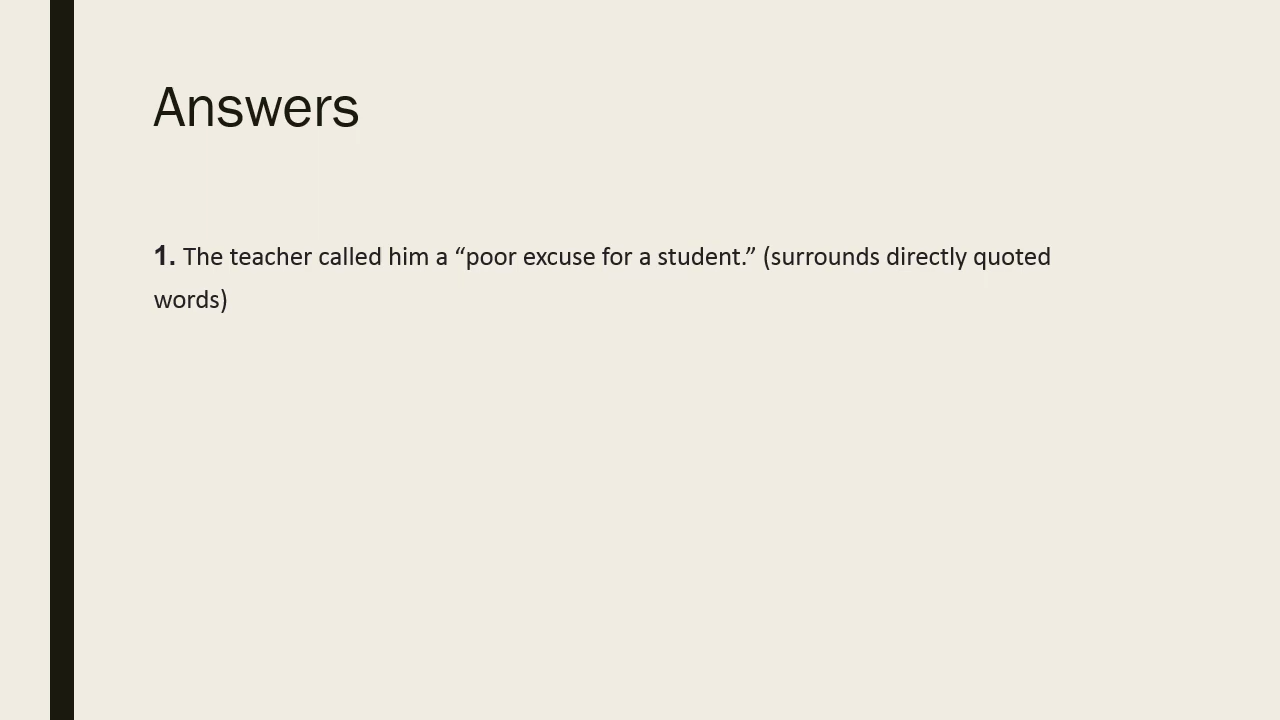 Answers
1. The teacher called him a “poor excuse for a student.” (surrounds directly quoted
words)